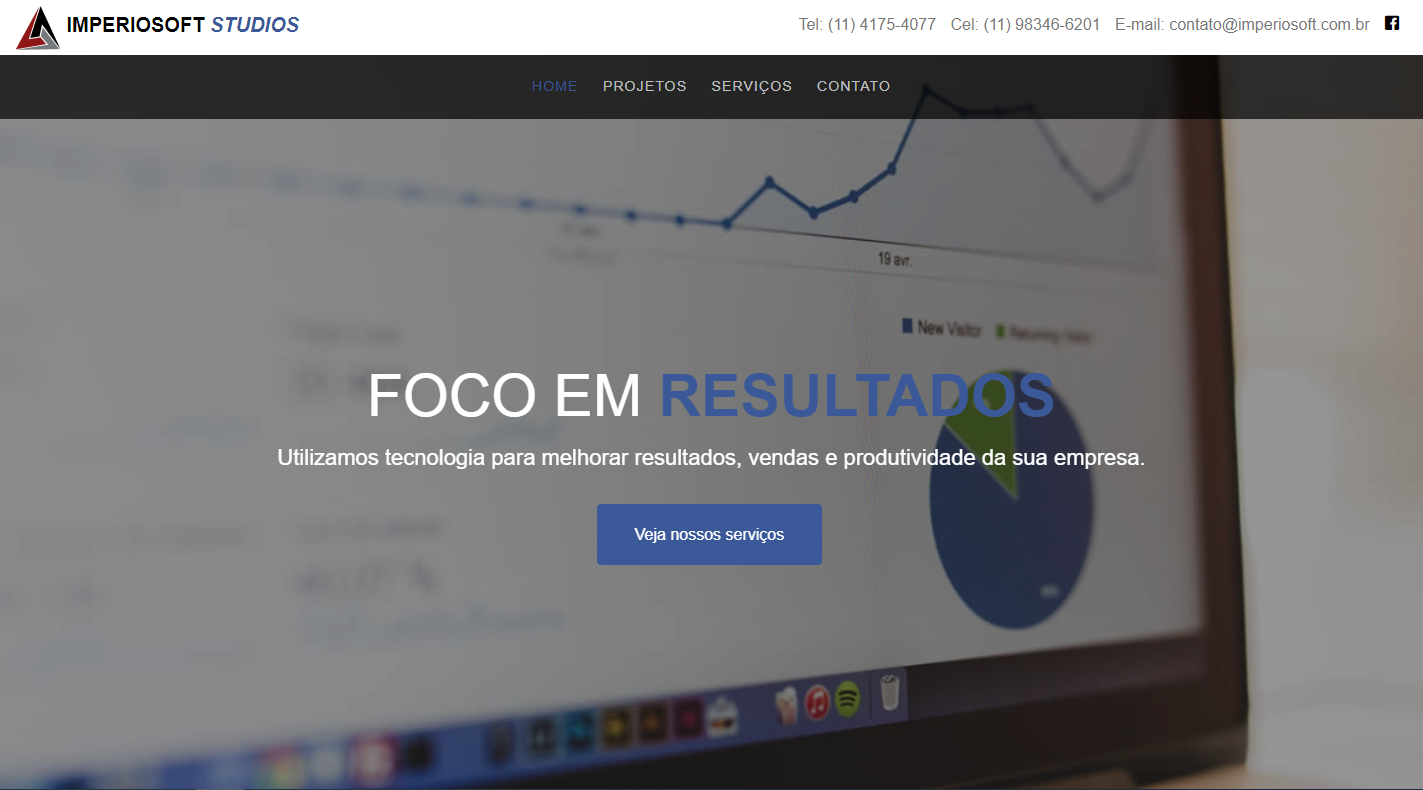 IMPERIOSOFT STUDIOS
Tel: (11) 4175-4077 Cel: (11) 98346-6201 E-mail: contato@imperiosoft.com.br
HOME PROJETOS SERVIÇOS CONTATO
19 avr.
New Visitor Returning Visitor
FOCO EM RESULTADOS
Utilizamos tecnologia para melhorar resultados, vendas e produtividade da sua empresa.
Veja nossos serviços